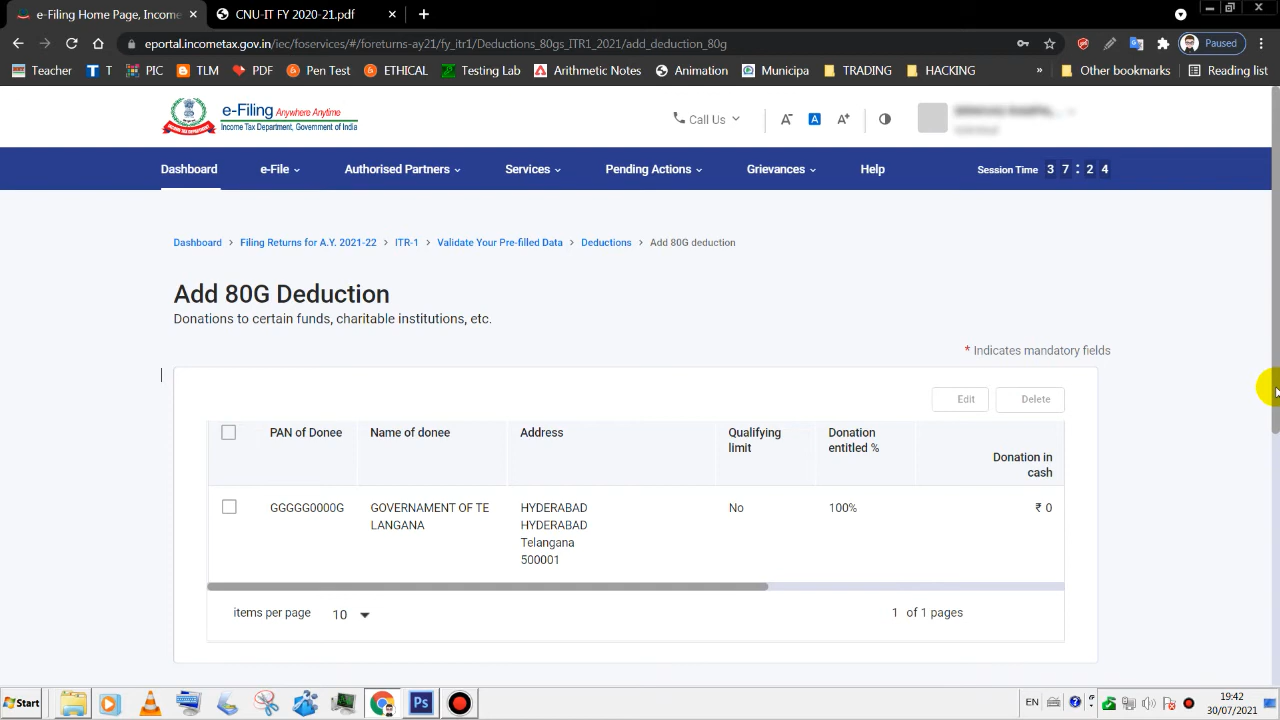 e-Filing Home Page, Income
CNU-IT FY 2020-21.pdf
eportal.incometax.gov.in/iec/foservices/#/foreturns-ay21/fy_itr1/Deductions_80gs_ITR1_2021/add_deduction_80g
Paused
Teacher
T
PIC
TLM
PDF
Pen Test
ETHICAL
Testing Lab
Arithmetic Notes
Animation
Municipa
TRADING
HACKING
»
Other bookmarks
Reading list
e-Filing Anywhere Anytime
Income Tax Department, Government of India
Call Us
A-
A
A+
Dashboard
e-File
Authorised Partners
Services
Pending Actions
Grievances
Help
Session Time 3 7 : 2 4
Dashboard > Filing Returns for A.Y. 2021-22 > ITR-1 > Validate Your Pre-filled Data > Deductions > Add 80G deduction
Add 80G Deduction
Donations to certain funds, charitable institutions, etc.
* Indicates mandatory fields
Edit
Delete
PAN of Donee
Name of donee
Address
Qualifying
limit
Donation
entitled %
Donation in
cash
GGGGG0000G
GOVERNAMENT OF TE
LANGANA
HYDERABAD
HYDERABAD
Telangana
500001
No
100%
₹ 0
items per page 10
1 of 1 pages
Start
Ps
EN
19:42
30/07/2021